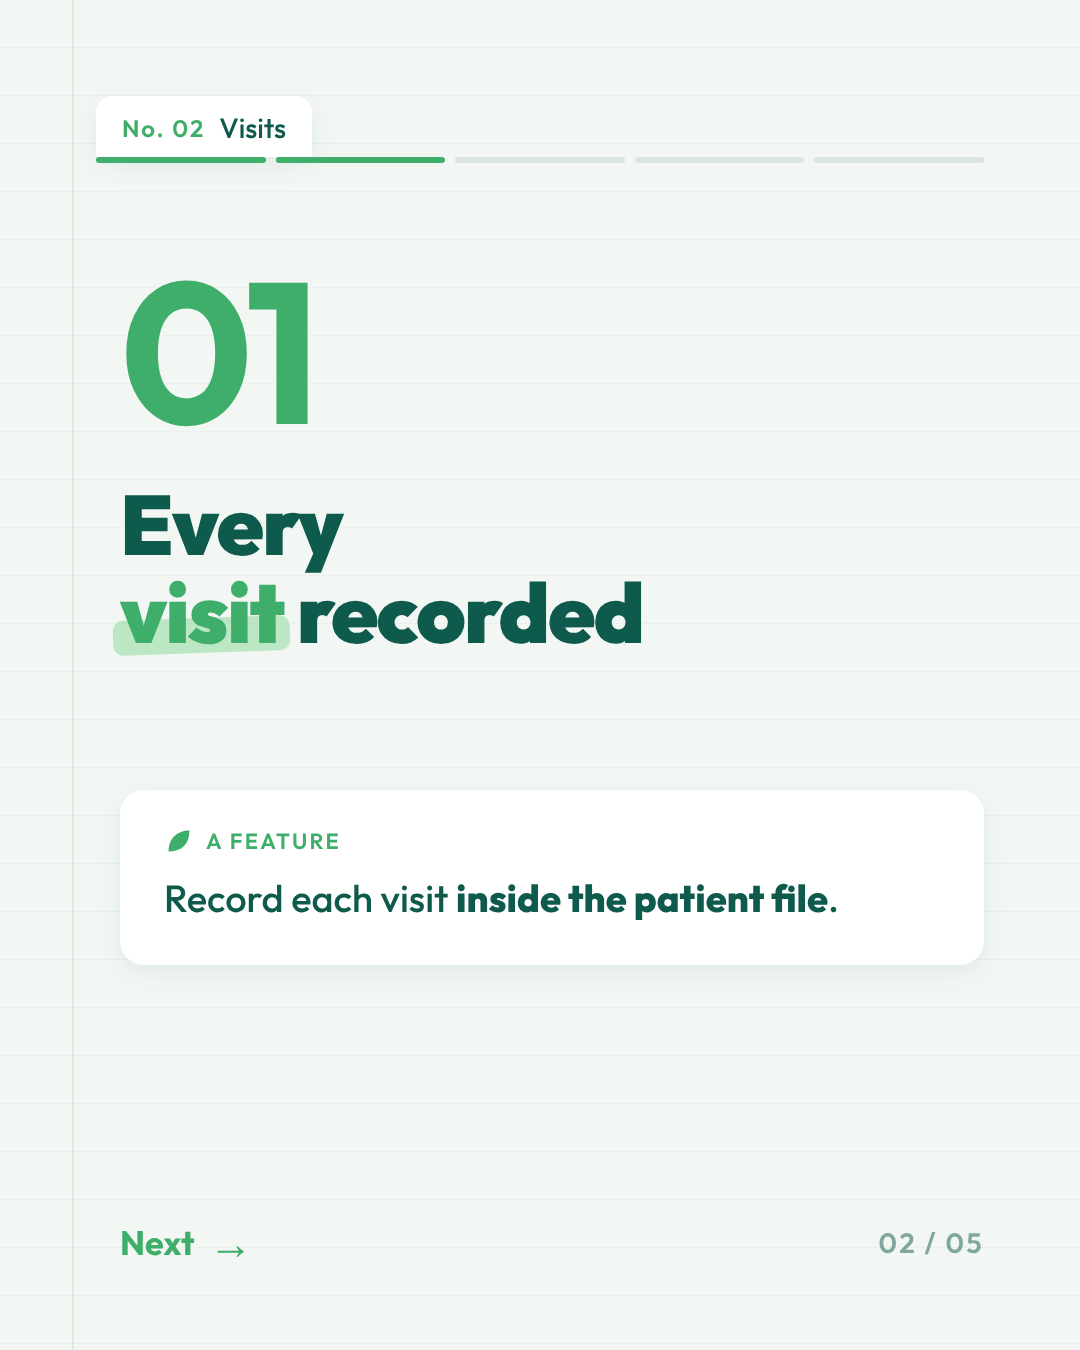 No. 02 Visits
01
Every
visit recorded
A FEATURE
Record each visit inside the patient file.
Next →
02 / 05